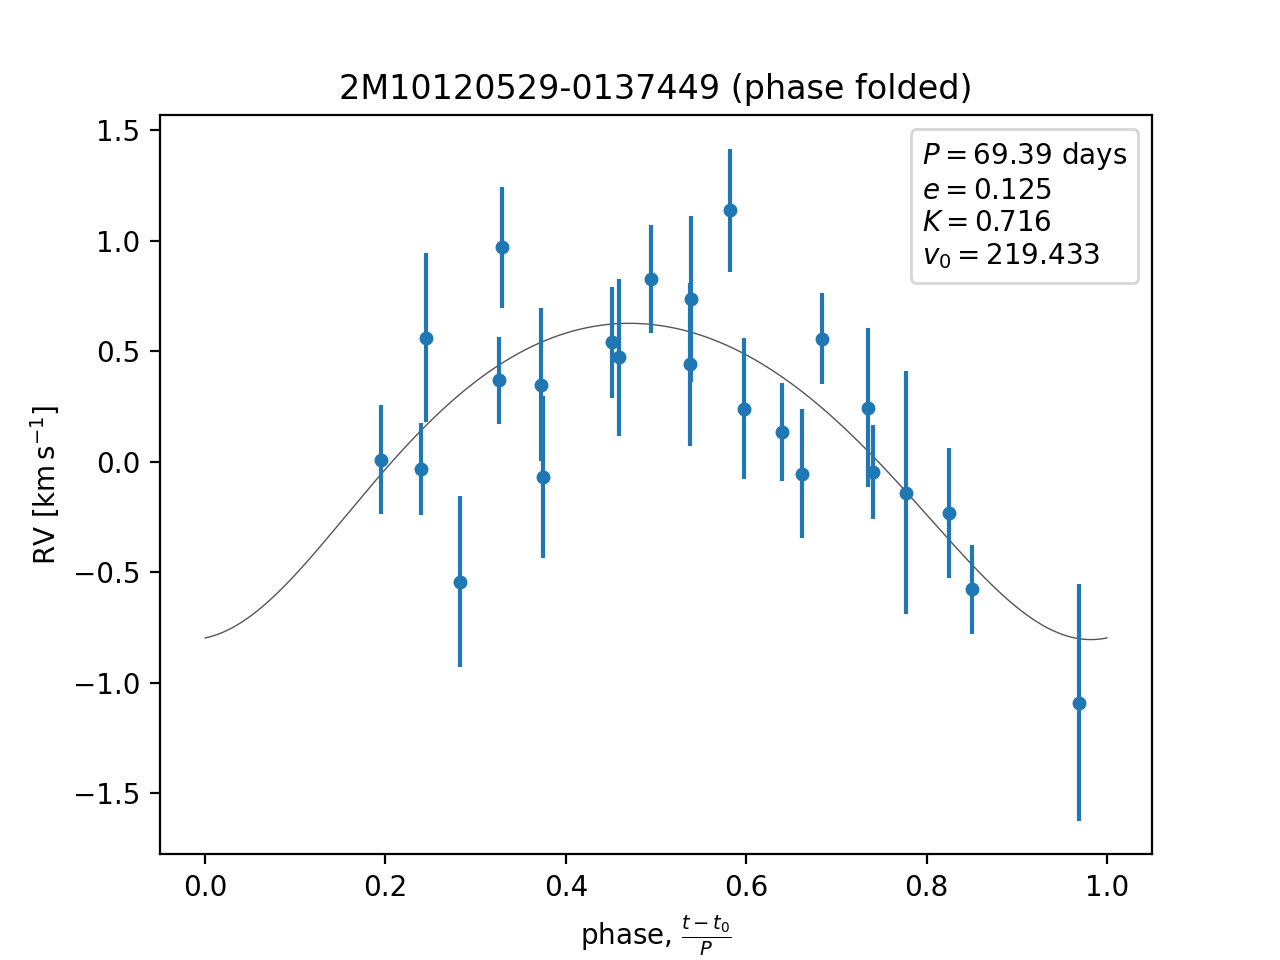 2M10120529-0137449 (phase folded)
P = 69.39 days
e = 0.125
K = 0.716
v₀ = 219.433
1.5
1.0
0.5
0.0
−0.5
−1.0
−1.5
RV [km s⁻¹]
0.0 0.2 0.4 0.6 0.8 1.0
phase, (t − t₀)/P